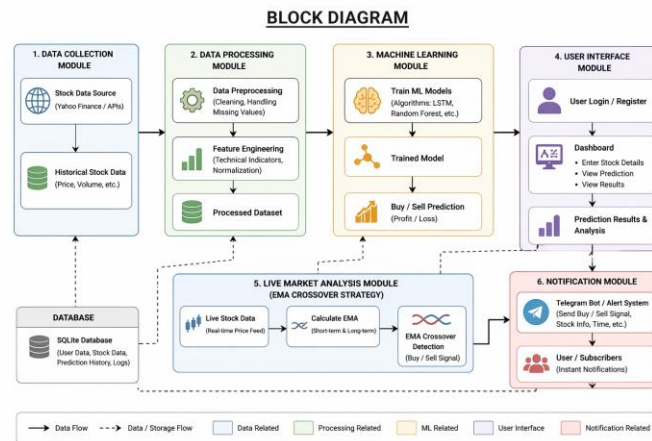 BLOCK DIAGRAM
1. DATA COLLECTION
MODULE
Stock Data Source
(Yahoo Finance / APIs)
Historical Stock Data
(Price, Volume, etc.)
2. DATA PROCESSING
MODULE
Data Preprocessing
(Cleaning, Handling
Missing Values)
Feature Engineering
(Technical Indicators,
Normalization)
Processed Dataset
3. MACHINE LEARNING
MODULE
Train ML Models
(Algorithms: LSTM,
Random Forest, etc.)
Trained Model
Buy / Sell Prediction
(Profit / Loss)
4. USER INTERFACE
MODULE
User Login / Register
Dashboard
• Enter Stock Details
• View Prediction
• View Results
Prediction Results &
Analysis
DATABASE
SQLite Database
(User Data, Stock Data,
Prediction History, Logs)
5. LIVE MARKET ANALYSIS MODULE
(EMA CROSSOVER STRATEGY)
Live Stock Data
(Real-time Price Feed)
Calculate EMA
(Short-term & Long-term)
EMA Crossover
Detection
(Buy / Sell Signal)
6. NOTIFICATION MODULE
Telegram Bot / Alert System
(Send Buy / Sell Signal,
Stock Info, Time, etc.)
User / Subscribers
(Instant Notifications)
Data Flow
Data / Storage Flow
Data Related
Processing Related
ML Related
User Interface
Notification Related